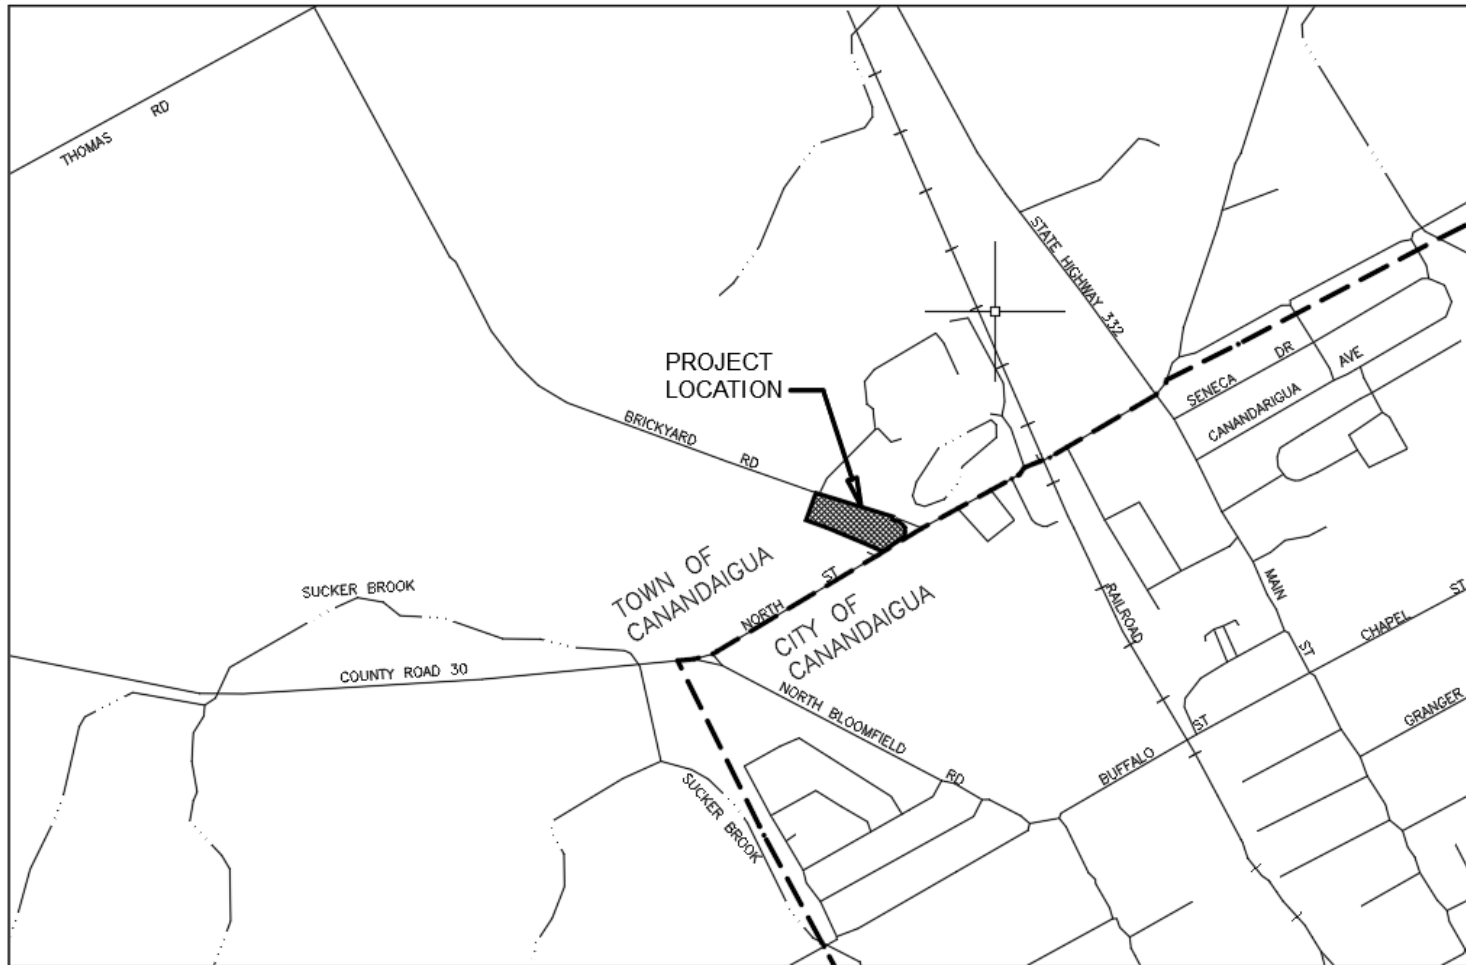 THOMAS RD
STATE HIGHWAY 332
PROJECT
LOCATION
SENECA DR
CANANDARIGUA AVE
BRICKYARD RD
TOWN OF
CANANDAIGUA
NORTH ST
CITY OF
CANANDAIGUA
SUCKER BROOK
COUNTY ROAD 30
RAILROAD
MAIN ST
CHAPEL ST
NORTH BLOOMFIELD RD
GRANGER
BUFFALO ST
SUCKER BROOK